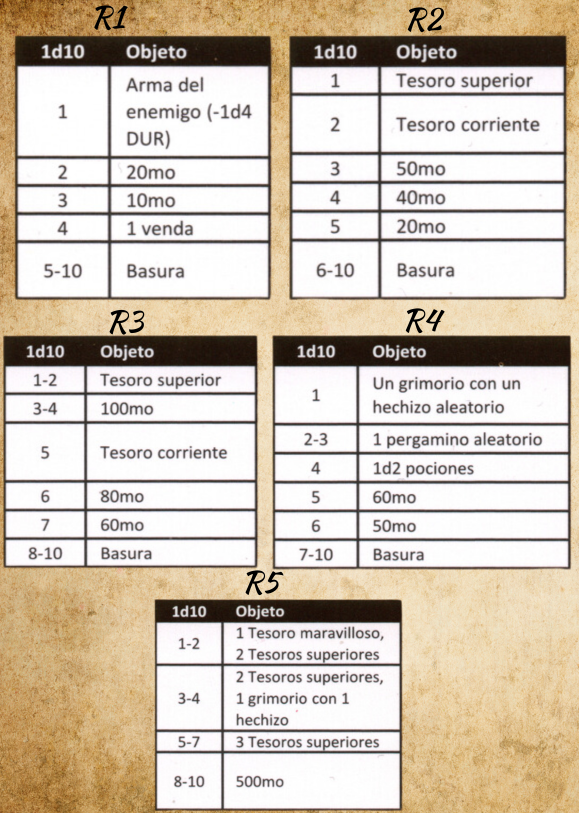 R1
1d10 Objeto
1 Arma del
enemigo (-1d4
DUR)
2 20mo
3 10mo
4 1 venda
5-10 Basura
R2
1d10 Objeto
1 Tesoro superior
2 Tesoro corriente
3 50mo
4 40mo
5 20mo
6-10 Basura
R3
1d10 Objeto
1-2 Tesoro superior
3-4 100mo
5 Tesoro corriente
6 80mo
7 60mo
8-10 Basura
R4
1d10 Objeto
1 Un grimorio con un
hechizo aleatorio
2-3 1 pergamino aleatorio
4 1d2 pociones
5 60mo
6 50mo
7-10 Basura
R5
1d10 Objeto
1-2 1 Tesoro maravilloso,
2 Tesoros superiores
3-4 2 Tesoros superiores,
1 grimorio con 1
hechizo
5-7 3 Tesoros superiores
8-10 500mo